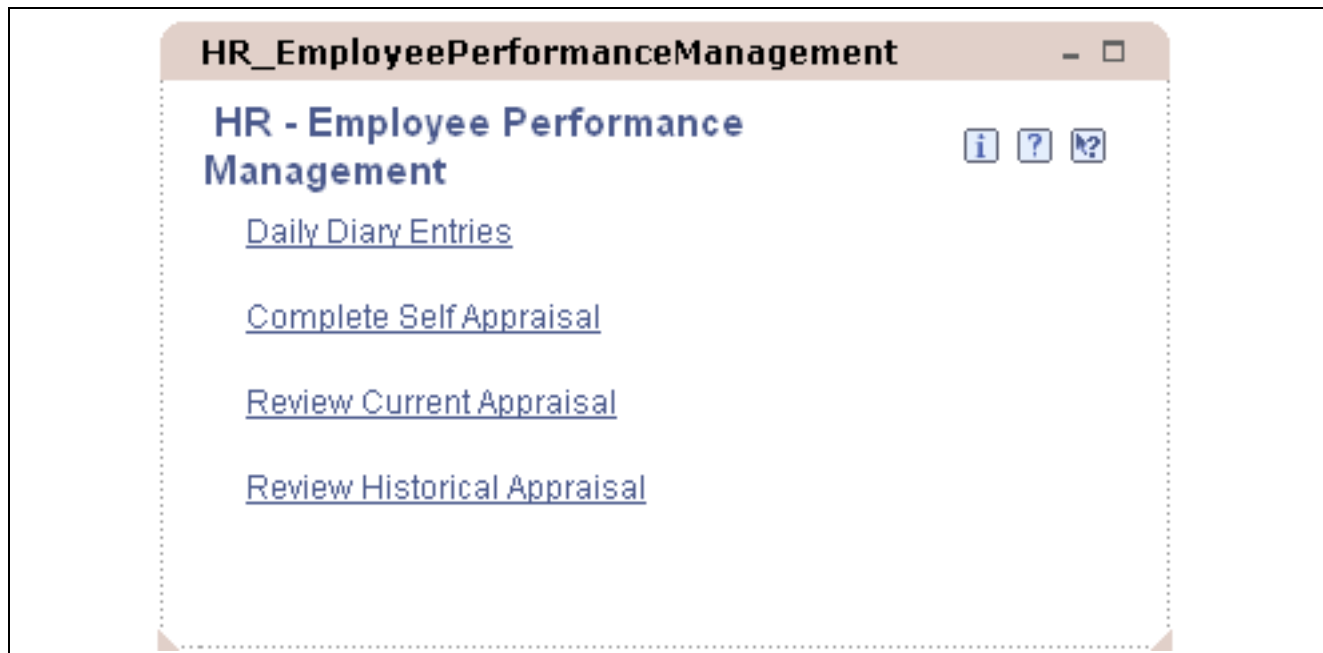 HR_EmployeePerformanceManagement
HR - Employee Performance
Management
Daily Diary Entries
Complete Self Appraisal
Review Current Appraisal
Review Historical Appraisal